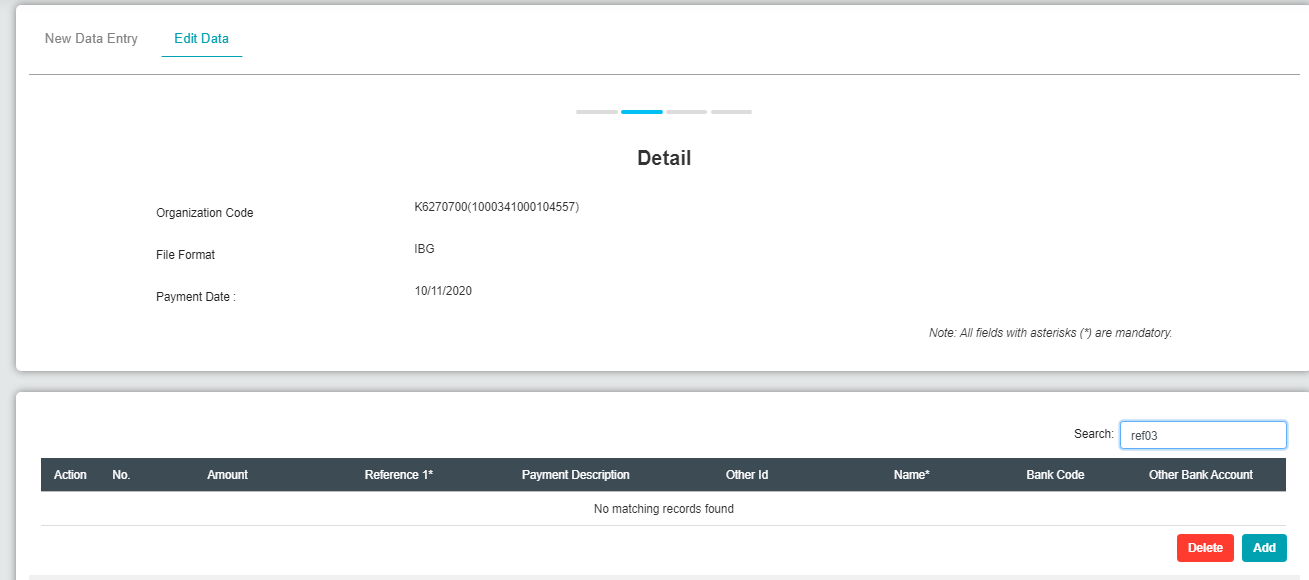 New Data Entry Edit Data
Detail
Organization Code K6270700(1000341000104557)
File Format IBG
Payment Date : 10/11/2020
Note: All fields with asterisks (*) are mandatory.
Search: ref03
Action No. Amount Reference 1* Payment Description Other Id Name* Bank Code Other Bank Account
No matching records found
Delete Add